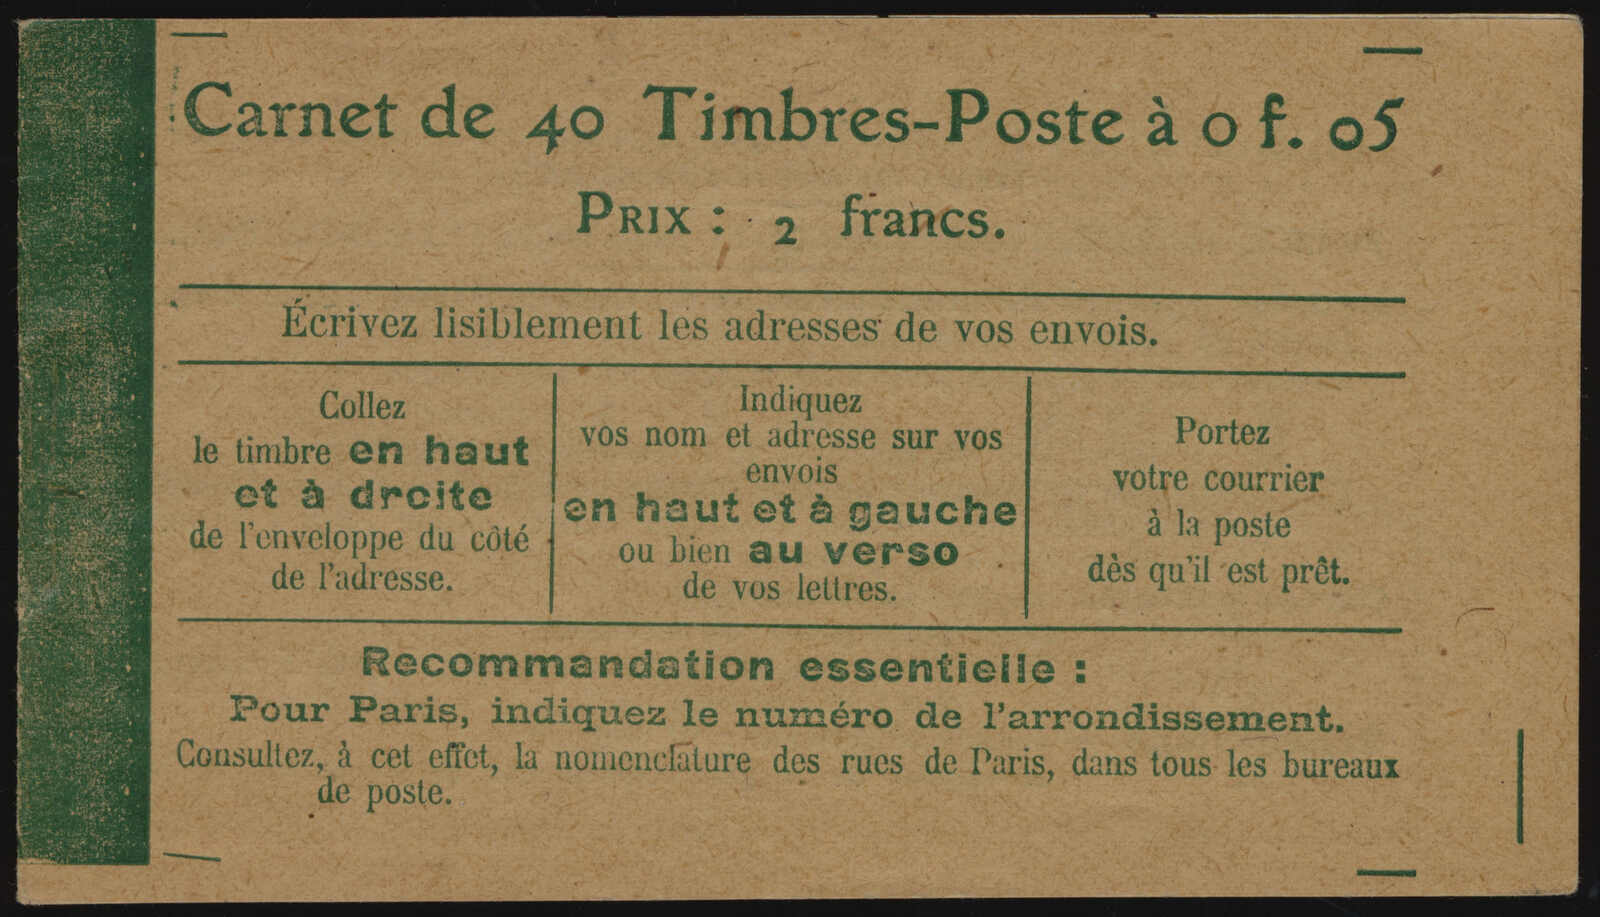 Carnet de 40 Timbres-Poste à 0 f. 05
PRIX : 2 francs.
Écrivez lisiblement les adresses de vos envois.
Collez
le timbre en haut
et à droite
de l'enveloppe du côté
de l'adresse.
Indiquez
vos nom et adresse sur vos
envois
en haut et à gauche
ou bien au verso
de vos lettres.
Portez
votre courrier
à la poste
dès qu'il est prêt.
Recommandation essentielle :
Pour Paris, indiquez le numéro de l'arrondissement.
Consultez, à cet effet, la nomenclature des rues de Paris, dans tous les bureaux
de poste.